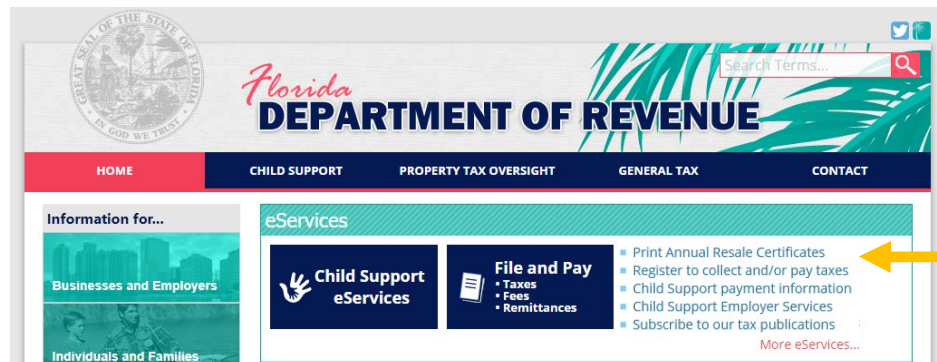 GREAT SEAL OF THE STATE OF FLORIDA
IN GOD WE TRUST
Search Terms...
Florida
DEPARTMENT OF REVENUE
HOME CHILD SUPPORT PROPERTY TAX OVERSIGHT GENERAL TAX CONTACT
Information for...
Businesses and Employers
Individuals and Families
eServices
Child Support
eServices
File and Pay
• Taxes
• Fees
• Remittances
Print Annual Resale Certificates
Register to collect and/or pay taxes
Child Support payment information
Child Support Employer Services
Subscribe to our tax publications
More eServices...